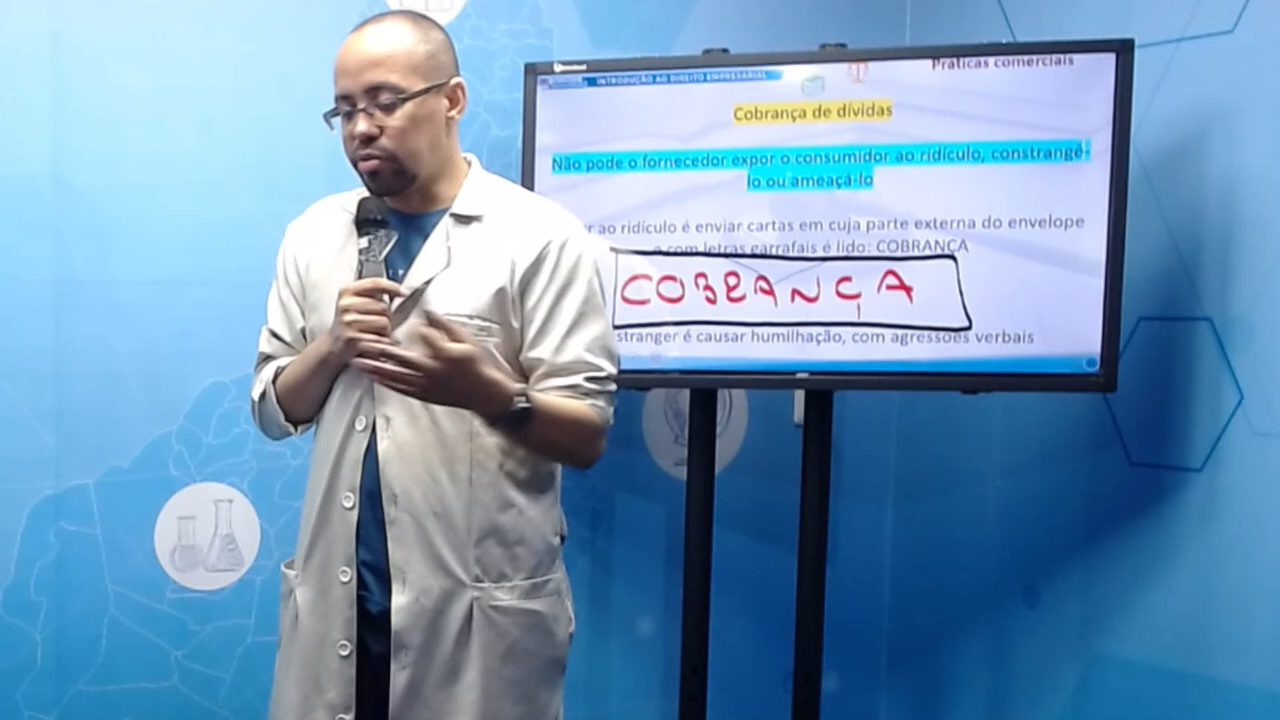 INTRODUÇÃO AO DIREITO EMPRESARIAL
Práticas comerciais
Cobrança de dívidas
Não pode o fornecedor expor o consumidor ao ridículo, constrangê-
lo ou ameaçá-lo
ao ridículo é enviar cartas em cuja parte externa do envelope
com letras garrafais é lido: COBRANÇA
COBRANÇA
stranger é causar humilhação, com agressões verbais